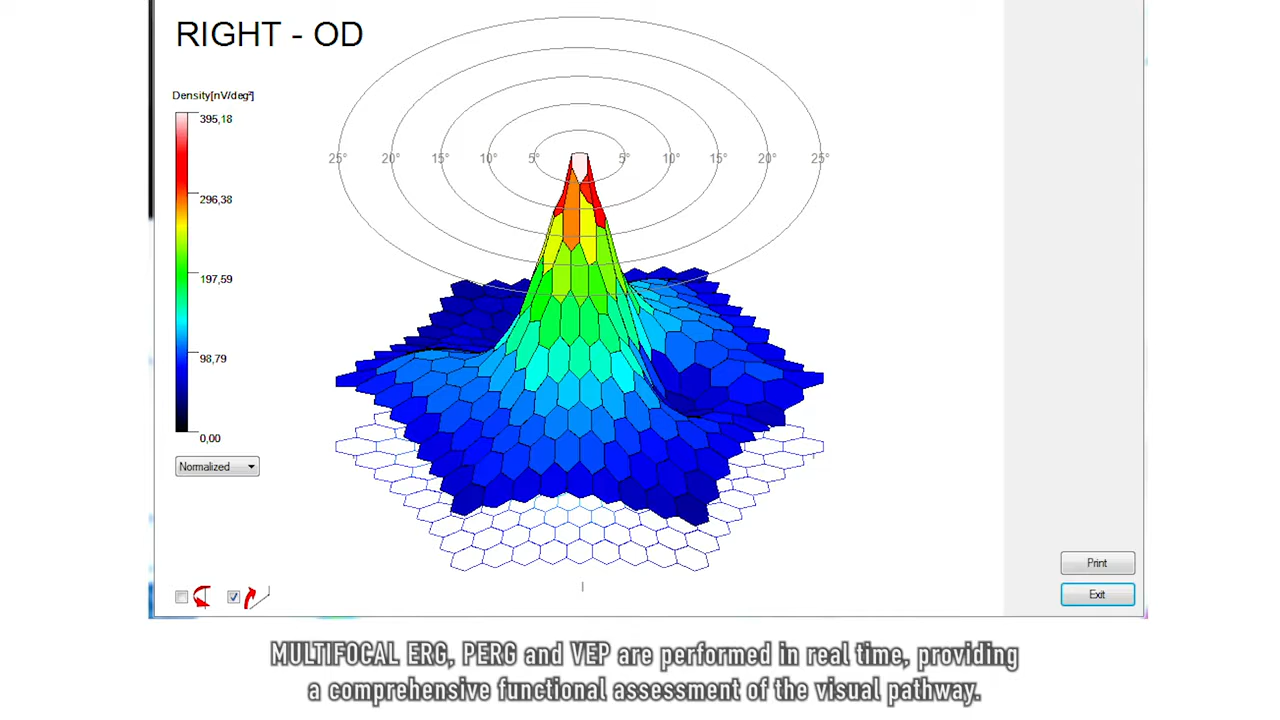 RIGHT - OD
Density[nV/deg²]
395,18
296,38
197,59
98,79
0,00
25° 20° 15° 10° 5° 5° 10° 15° 20° 25°
Normalized
Print
Exit
MULTIFOCAL ERG, PERG and VEP are performed in real time, providing
a comprehensive functional assessment of the visual pathway.